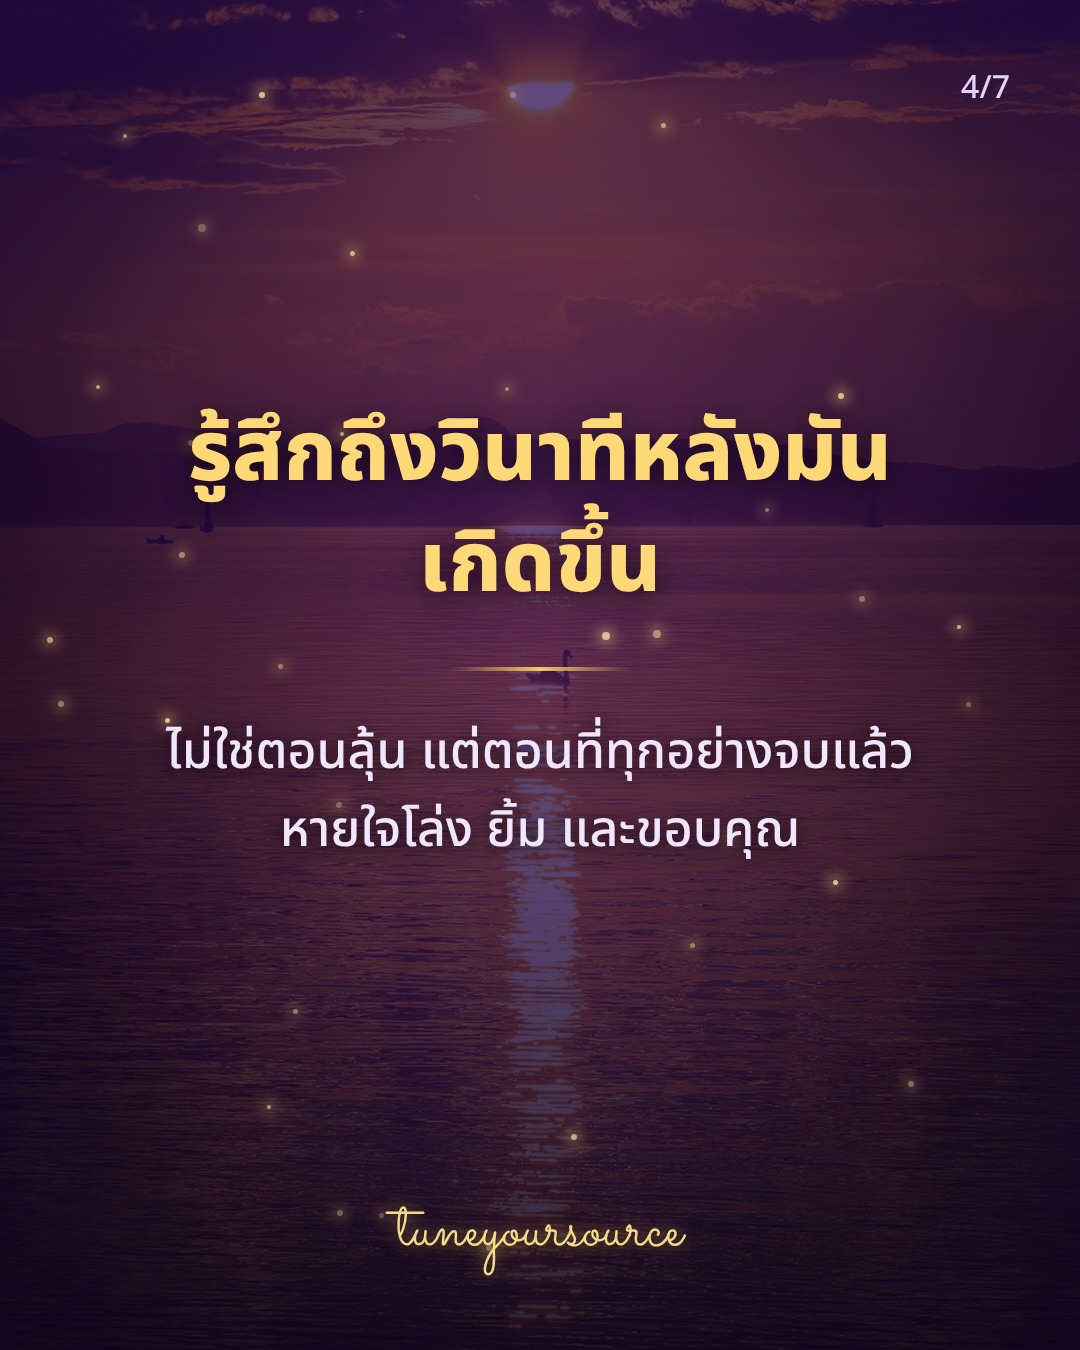 4/7
รู้สึกถึงวินาทีหลังมัน
เกิดขึ้น
ไม่ใช่ตอนลุ้น แต่ตอนที่ทุกอย่างจบแล้ว
หายใจโล่ง ยิ้ม และขอบคุณ
tuneyoursource